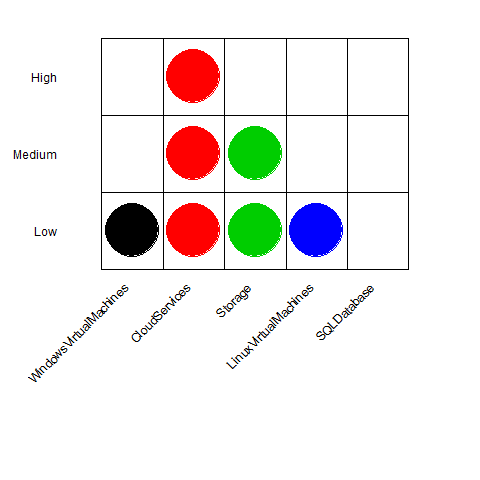 High
Medium
Low
WindowsVirtualMachines
CloudServices
Storage
LinuxVirtualMachines
SQLDatabase